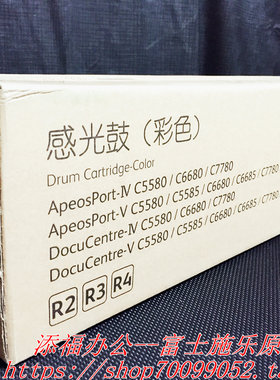 感光鼓（彩色）
Drum Cartridge-Color
ApeosPort-Ⅳ C5580 / C6680 / C7780
ApeosPort-Ⅴ C5580 / C5585 / C6680 / C6685 / C7780
DocuCentre-Ⅳ C5580 / C6680 / C7780
DocuCentre-Ⅴ C5580 / C5585 / C6680 / C6685 / C7780
R2 R3 R4
添福办公一富士施乐原
https://shop70099052.ta